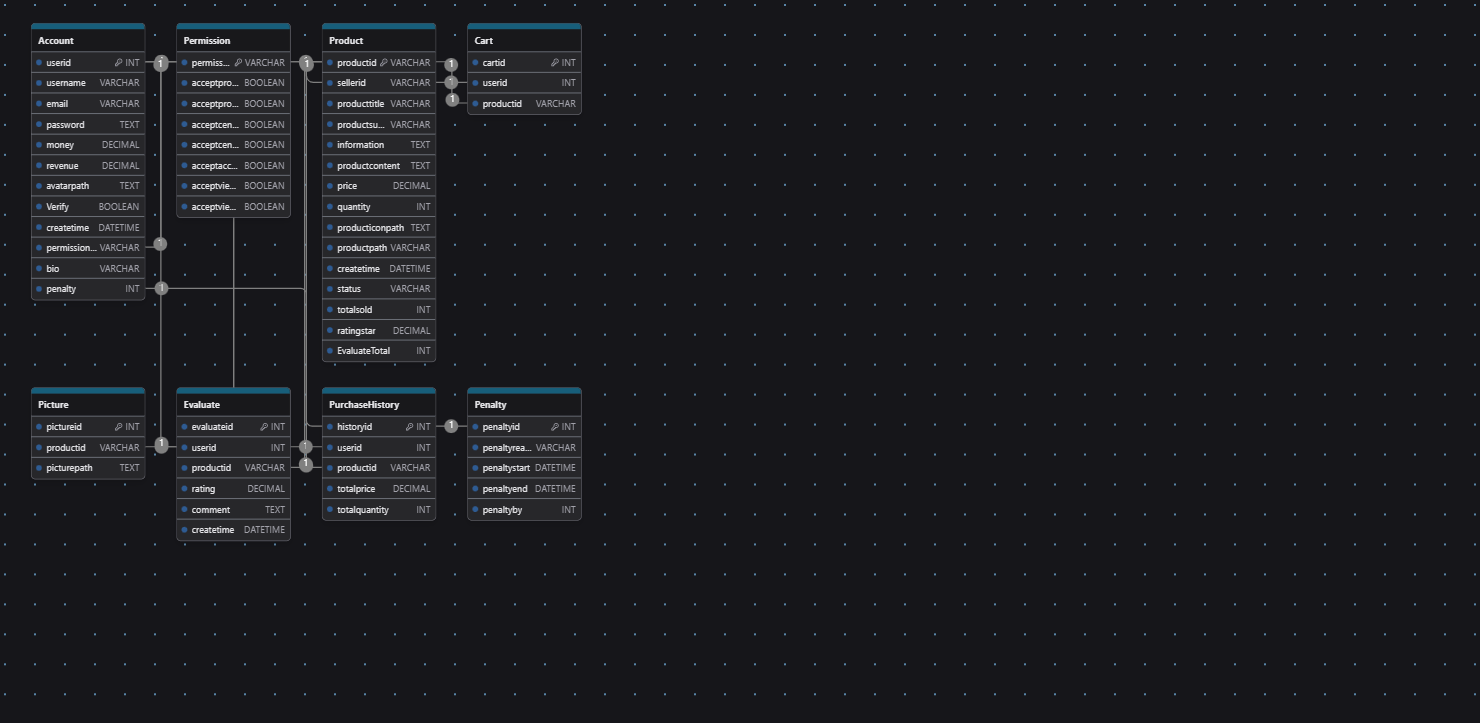 Account
userid INT
username VARCHAR
email VARCHAR
password TEXT
money DECIMAL
revenue DECIMAL
avatarpath TEXT
Verify BOOLEAN
createtime DATETIME
permission... VARCHAR
bio VARCHAR
penalty INT
Permission
permiss... VARCHAR
acceptpro... BOOLEAN
acceptpro... BOOLEAN
acceptcen... BOOLEAN
acceptcen... BOOLEAN
acceptacc... BOOLEAN
acceptvie... BOOLEAN
acceptvie... BOOLEAN
Product
productid VARCHAR
sellerid VARCHAR
producttitle VARCHAR
productsu... VARCHAR
information TEXT
productcontent TEXT
price DECIMAL
quantity INT
producticonpath TEXT
productpath VARCHAR
createtime DATETIME
status VARCHAR
totalsold INT
ratingstar DECIMAL
EvaluateTotal INT
Cart
cartid INT
userid INT
productid VARCHAR
1
1
1
1
1
1
1
Picture
pictureid INT
productid VARCHAR
picturepath TEXT
Evaluate
evaluateid INT
userid INT
productid VARCHAR
rating DECIMAL
comment TEXT
createtime DATETIME
PurchaseHistory
historyid INT
userid INT
productid VARCHAR
totalprice DECIMAL
totalquantity INT
Penalty
penaltyid INT
penaltyrea... VARCHAR
penaltystart DATETIME
penaltyend DATETIME
penaltyby INT
1
1
1
1